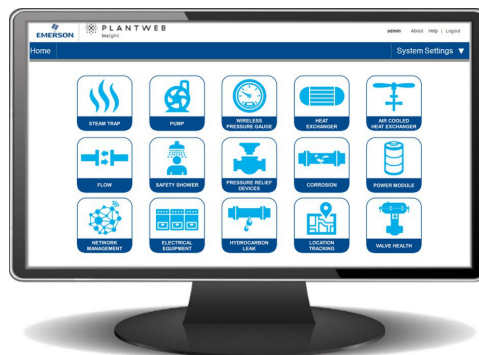 EMERSON
PLANTWEB
Insight
admin About Help | Logout
Home
System Settings ▼
STEAM TRAP
PUMP
WIRELESS
PRESSURE GAUGE
HEAT
EXCHANGER
AIR COOLED
HEAT EXCHANGER
FLOW
SAFETY SHOWER
PRESSURE RELIEF
DEVICES
CORROSION
POWER MODULE
NETWORK
MANAGEMENT
ELECTRICAL
EQUIPMENT
HYDROCARBON
LEAK
LOCATION
TRACKING
VALVE HEALTH